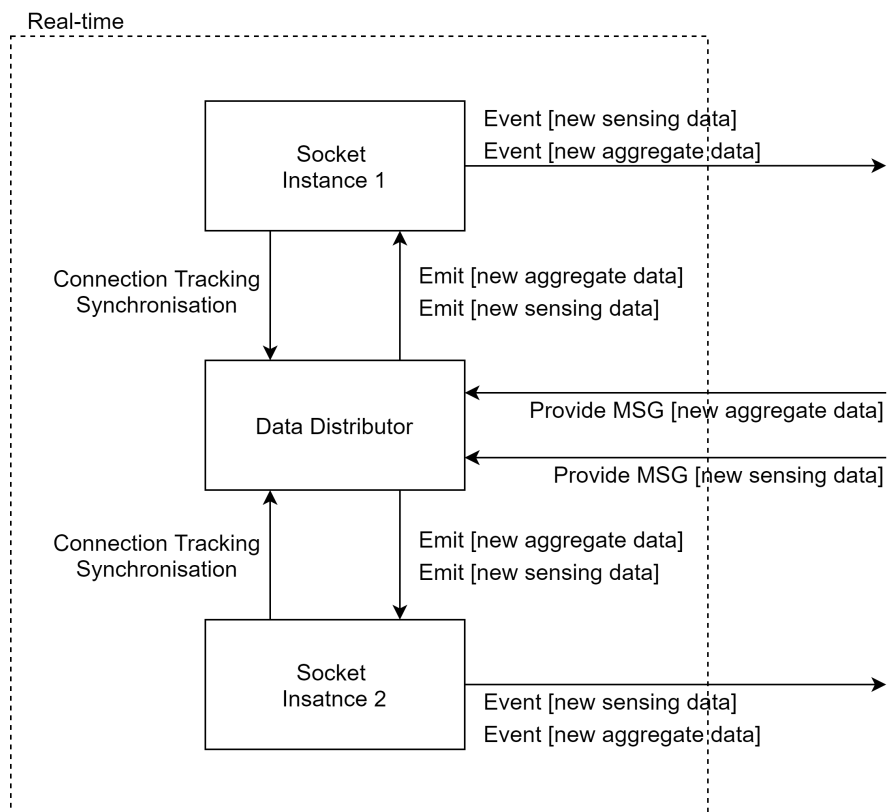 Real-time
Socket
Instance 1
Event [new sensing data]
Event [new aggregate data]
Connection Tracking
Synchronisation
Emit [new aggregate data]
Emit [new sensing data]
Data Distributor
Provide MSG [new aggregate data]
Provide MSG [new sensing data]
Connection Tracking
Synchronisation
Emit [new aggregate data]
Emit [new sensing data]
Socket
Insatnce 2
Event [new sensing data]
Event [new aggregate data]